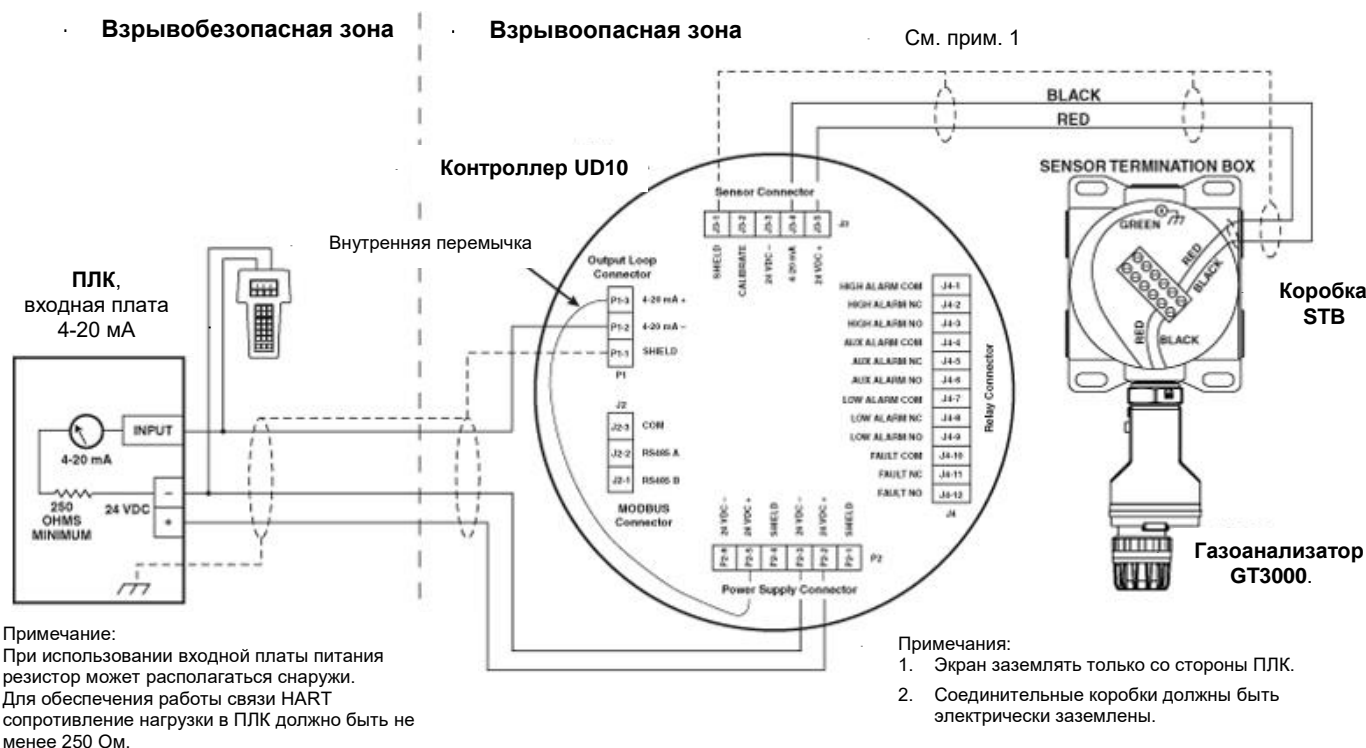 Взрывобезопасная зона
Взрывоопасная зона
См. прим. 1
BLACK
RED
Контроллер UD10
SENSOR TERMINATION BOX
Sensor Connector
J3-1
J3-2
J3-3
J3-4
J3-5
J3
GREEN
Внутренняя перемычка
SHIELD
CALIBRATE
24 VDC –
4-20 mA
24 VDC +
RED
BLACK
Output Loop
Connector
ПЛК,
входная плата
4-20 мА
P1-3 4-20 mA +
P1-2 4-20 mA –
P1-1 SHIELD
P1
HIGH ALARM COM J4-1
HIGH ALARM NC J4-2
HIGH ALARM NO J4-3
AUX ALARM COM J4-4
AUX ALARM NC J4-5
AUX ALARM NO J4-6
LOW ALARM COM J4-7
LOW ALARM NC J4-8
LOW ALARM NO J4-9
FAULT COM J4-10
FAULT NC J4-11
FAULT NO J4-12
J4
Relay Connector
Коробка
STB
RED
BLACK
J2
J2-3 COM
J2-2 RS485 A
J2-1 RS485 B
MODBUS
Connector
INPUT
4-20 mA
250
OHMS
MINIMUM
24 VDC
–
+
24 VDC –
24 VDC +
SHIELD
24 VDC –
24 VDC +
SHIELD
P2-6
P2-5
P2-4
P2-3
P2-2
P2-1
P2
Power Supply Connector
Газоанализатор
GT3000.
Примечание:
При использовании входной платы питания
резистор может располагаться снаружи.
Для обеспечения работы связи HART
сопротивление нагрузки в ПЛК должно быть не
менее 250 Ом.
Примечания:
1. Экран заземлять только со стороны ПЛК.
2. Соединительные коробки должны быть
электрически заземлены.